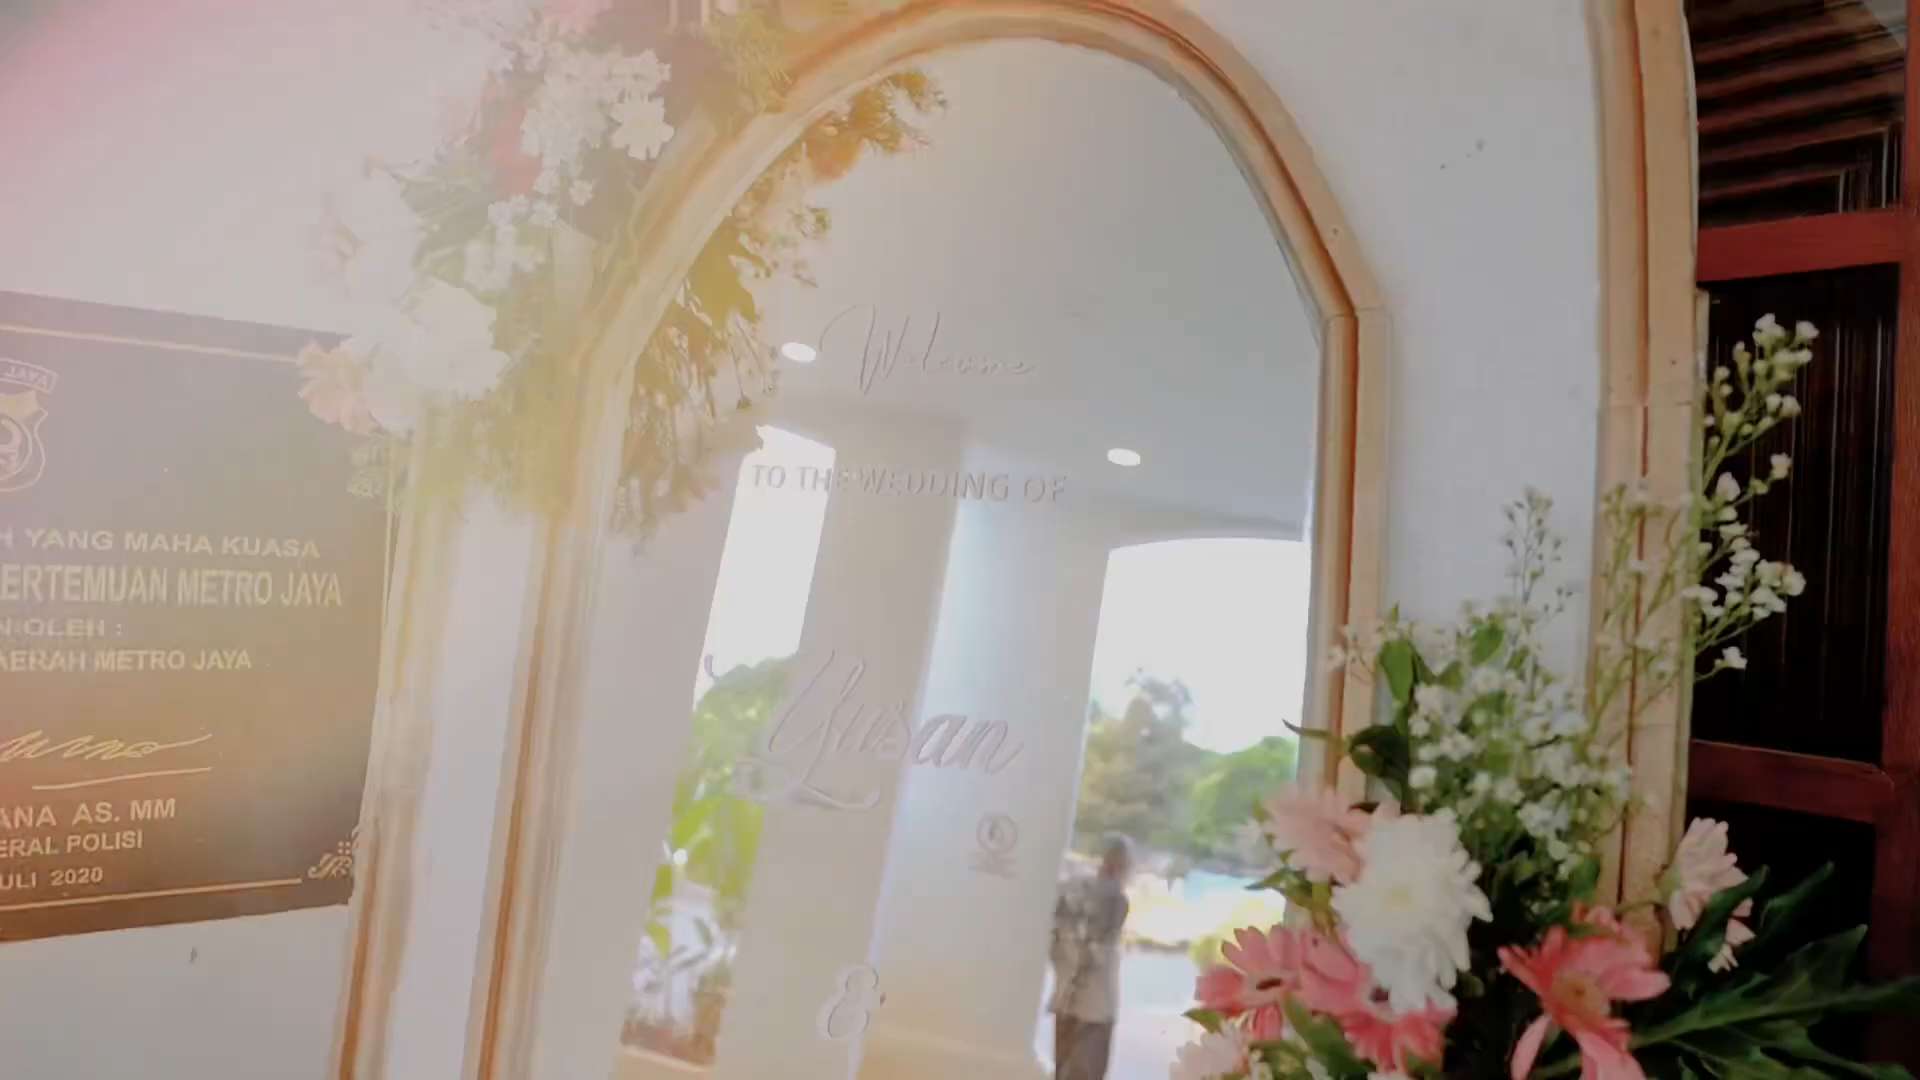 JAYA
H YANG MAHA KUASA
ERTEMUAN METRO JAYA
N OLEH :
AERAH METRO JAYA
ANA AS. MM
ERAL POLISI
ULI 2020
Welcome
TO THE WEDDING OF
Yusan
&